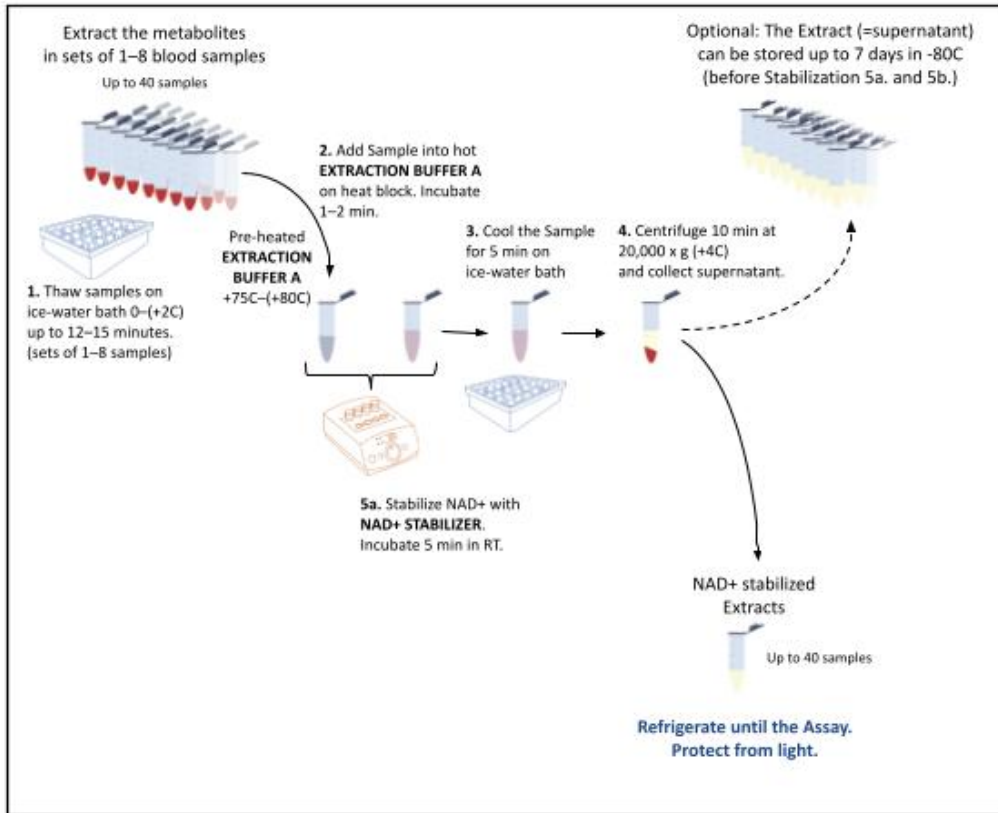 Extract the metabolites
in sets of 1–8 blood samples
Up to 40 samples
Optional: The Extract (=supernatant)
can be stored up to 7 days in -80C
(before Stabilization 5a. and 5b.)
2. Add Sample into hot
EXTRACTION BUFFER A
on heat block. Incubate
1–2 min.
Pre-heated
EXTRACTION
BUFFER A
+75C–(+80C)
3. Cool the Sample
for 5 min on
ice-water bath
4. Centrifuge 10 min at
20,000 x g (+4C)
and collect supernatant.
1. Thaw samples on
ice-water bath 0–(+2C)
up to 12–15 minutes.
(sets of 1–8 samples)
5a. Stabilize NAD+ with
NAD+ STABILIZER.
Incubate 5 min in RT.
NAD+ stabilized
Extracts
Up to 40 samples
Refrigerate until the Assay.
Protect from light.